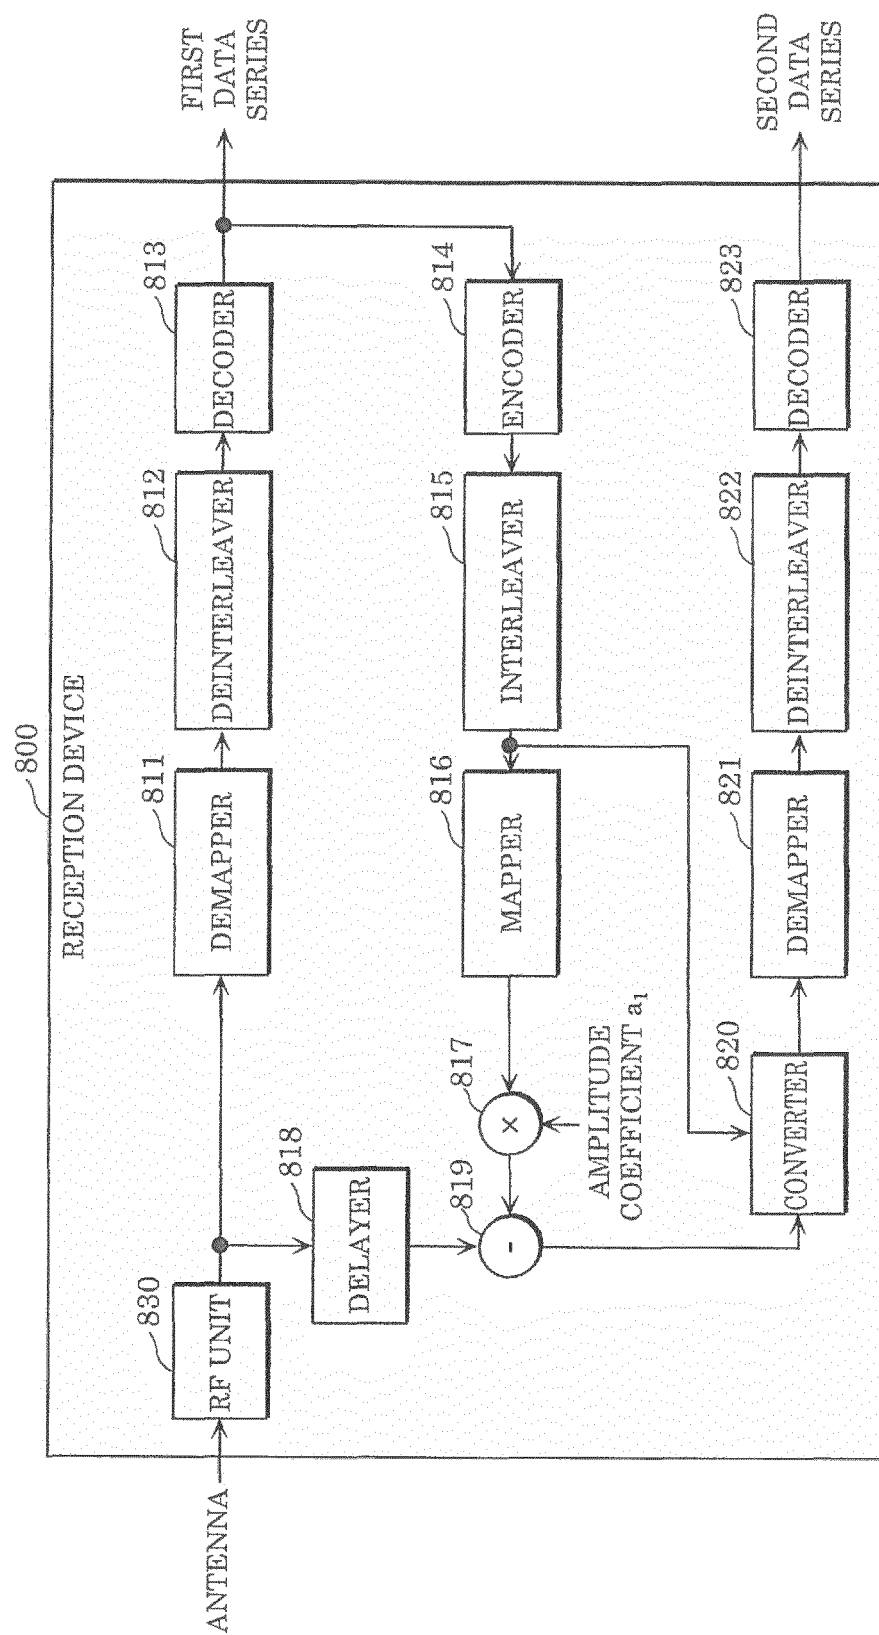 800
RECEPTION DEVICE
ANTENNA
830
RF UNIT
811
DEMAPPER
812
DEINTERLEAVER
813
DECODER
FIRST
DATA
SERIES
818
DELAYER
819
-
817
×
AMPLITUDE
COEFFICIENT a₁
816
MAPPER
815
INTERLEAVER
814
ENCODER
820
CONVERTER
821
DEMAPPER
822
DEINTERLEAVER
823
DECODER
SECOND
DATA
SERIES